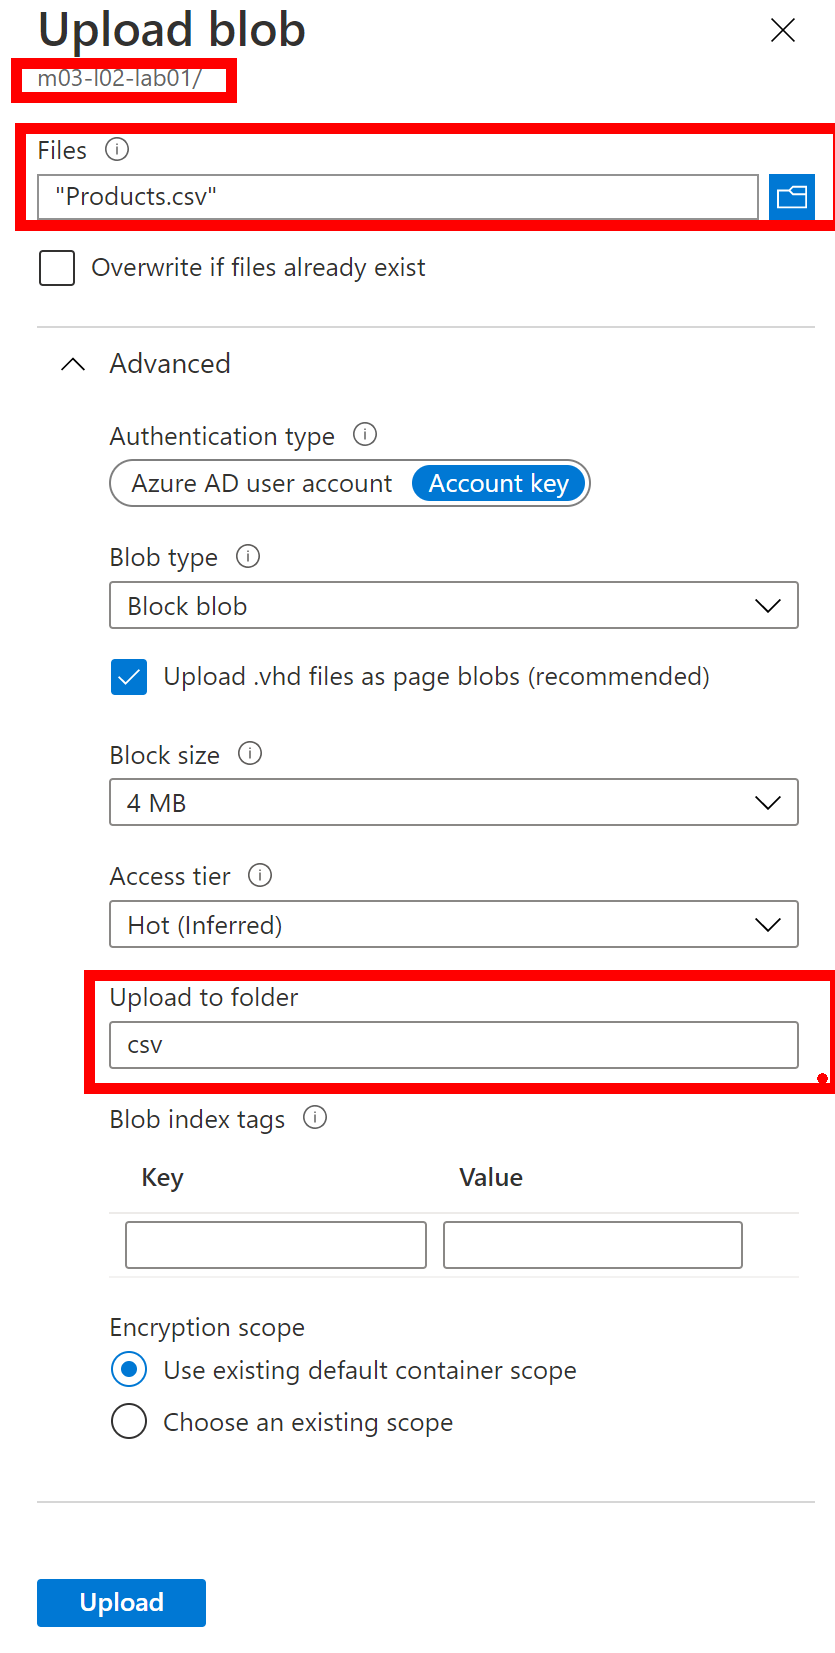 Upload blob
m03-l02-lab01/
Files
"Products.csv"
Overwrite if files already exist
Advanced
Authentication type
Azure AD user account Account key
Blob type
Block blob
Upload .vhd files as page blobs (recommended)
Block size
4 MB
Access tier
Hot (Inferred)
Upload to folder
csv
Blob index tags
Key Value
Encryption scope
Use existing default container scope
Choose an existing scope
Upload